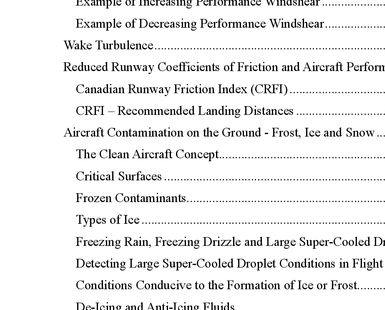 Example of Increasing Performance Windshear
Example of Decreasing Performance Windshear
Wake Turbulence
Reduced Runway Coefficients of Friction and Aircraft Perform
Canadian Runway Friction Index (CRFI)
CRFI – Recommended Landing Distances
Aircraft Contamination on the Ground - Frost, Ice and Snow
The Clean Aircraft Concept
Critical Surfaces
Frozen Contaminants
Types of Ice
Freezing Rain, Freezing Drizzle and Large Super-Cooled Dr
Detecting Large Super-Cooled Droplet Conditions in Flight
Conditions Conducive to the Formation of Ice or Frost
De-Icing and Anti-Icing Fluids